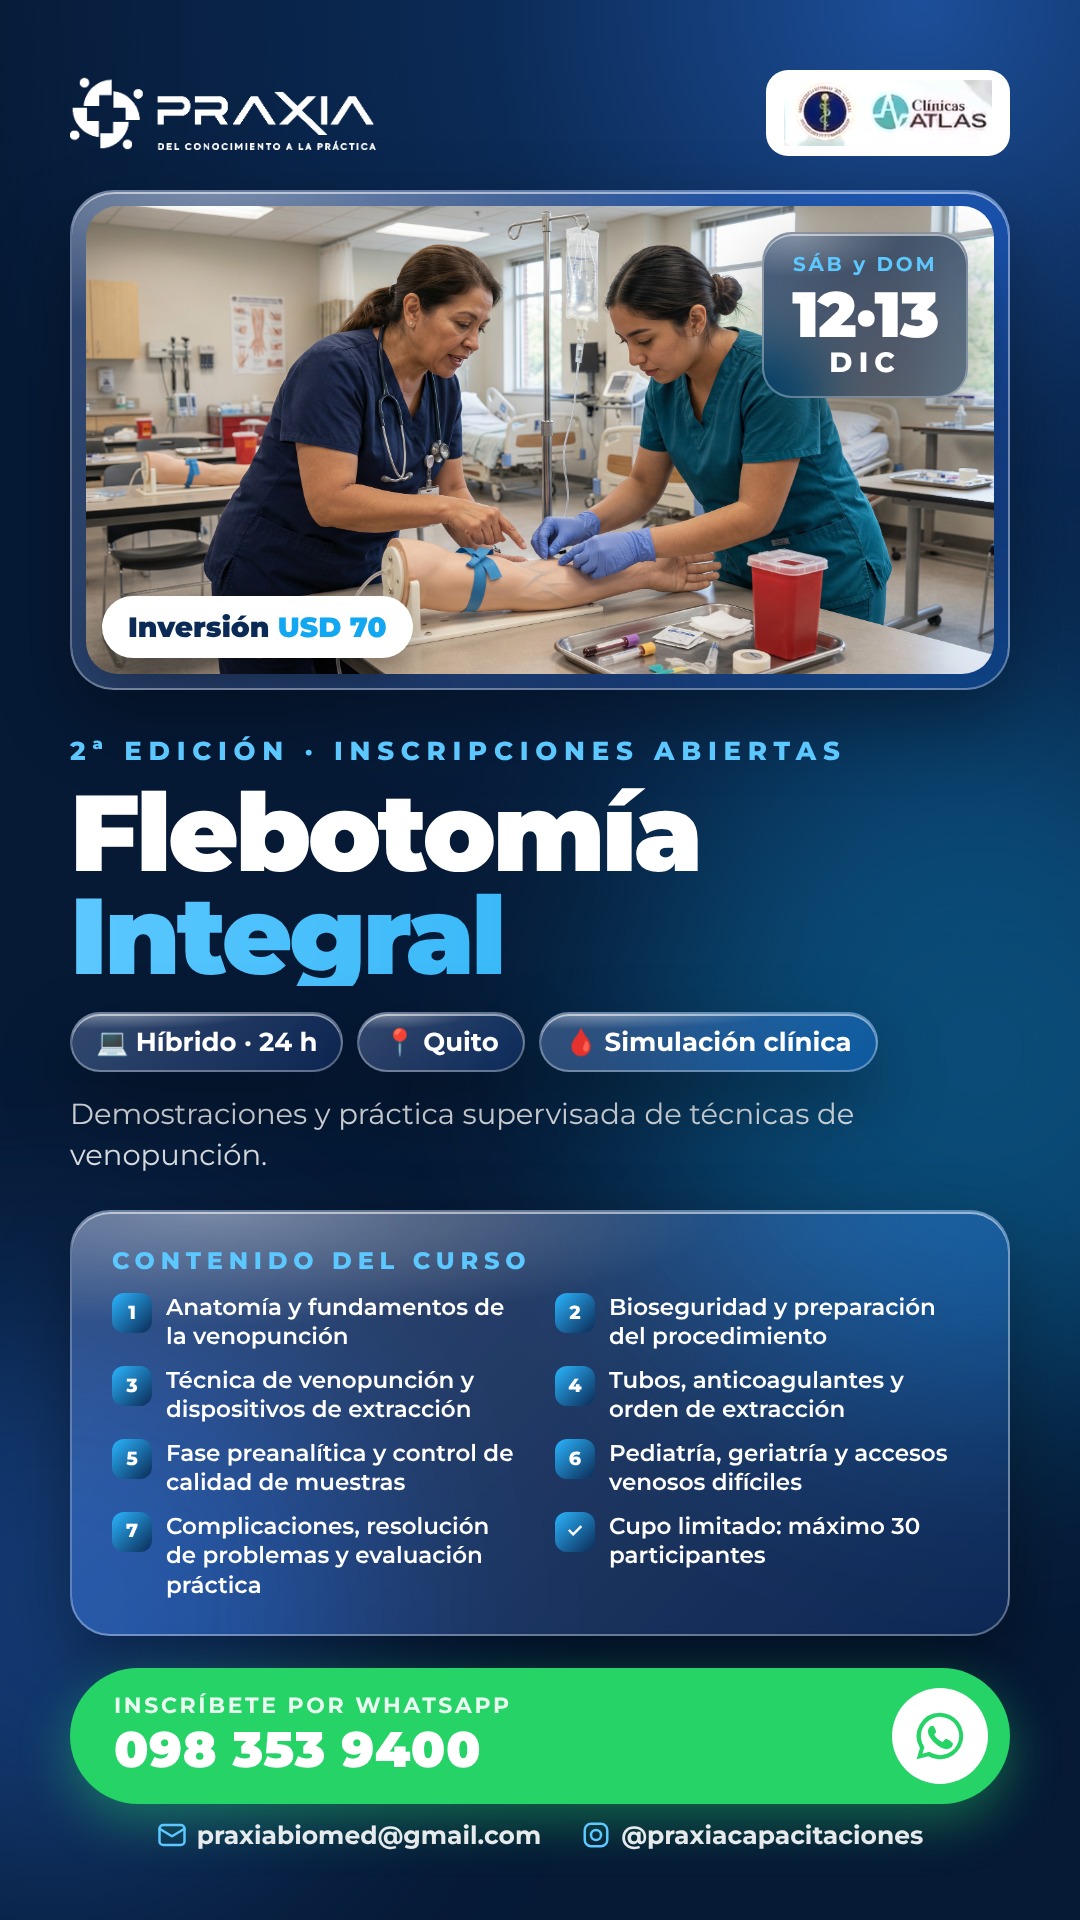 PRAXIA
DEL CONOCIMIENTO A LA PRÁCTICA
Clínicas
ATLAS
SÁB y DOM
12·13
DIC
Inversión USD 70
2ª EDICIÓN · INSCRIPCIONES ABIERTAS
Flebotomía
Integral
Híbrido · 24 h
Quito
Simulación clínica
Demostraciones y práctica supervisada de técnicas de
venopunción.
CONTENIDO DEL CURSO
1 Anatomía y fundamentos de
la venopunción
2 Bioseguridad y preparación
del procedimiento
3 Técnica de venopunción y
dispositivos de extracción
4 Tubos, anticoagulantes y
orden de extracción
5 Fase preanalítica y control de
calidad de muestras
6 Pediatría, geriatría y accesos
venosos difíciles
7 Complicaciones, resolución
de problemas y evaluación
práctica
✓ Cupo limitado: máximo 30
participantes
INSCRÍBETE POR WHATSAPP
098 353 9400
praxiabiomed@gmail.com
@praxiacapacitaciones